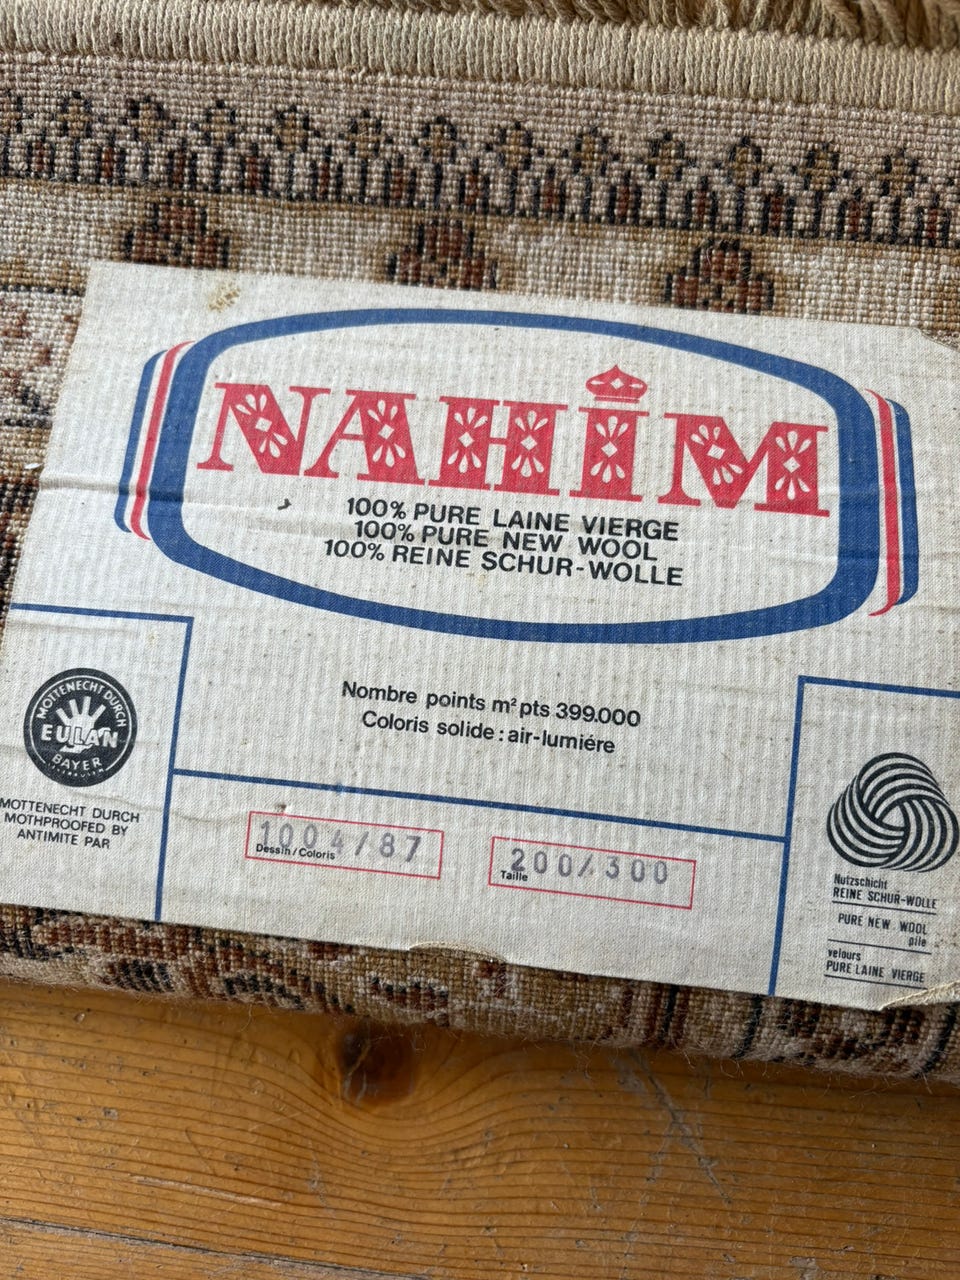 NAHIM
100% PURE LAINE VIERGE
100% PURE NEW WOOL
100% REINE SCHUR-WOLLE
Nombre points m² pts 399.000
Coloris solide : air-lumiére
MOTTENECHT DURCH
EULAN
BAYER
MOTTENECHT DURCH
MOTHPROOFED BY
ANTIMITE PAR
1004/87
Dessin/Coloris
200/300
Taille
Nutzschicht
REINE SCHUR-WOLLE
PURE NEW WOOL
pile
velours
PURE LAINE VIERGE